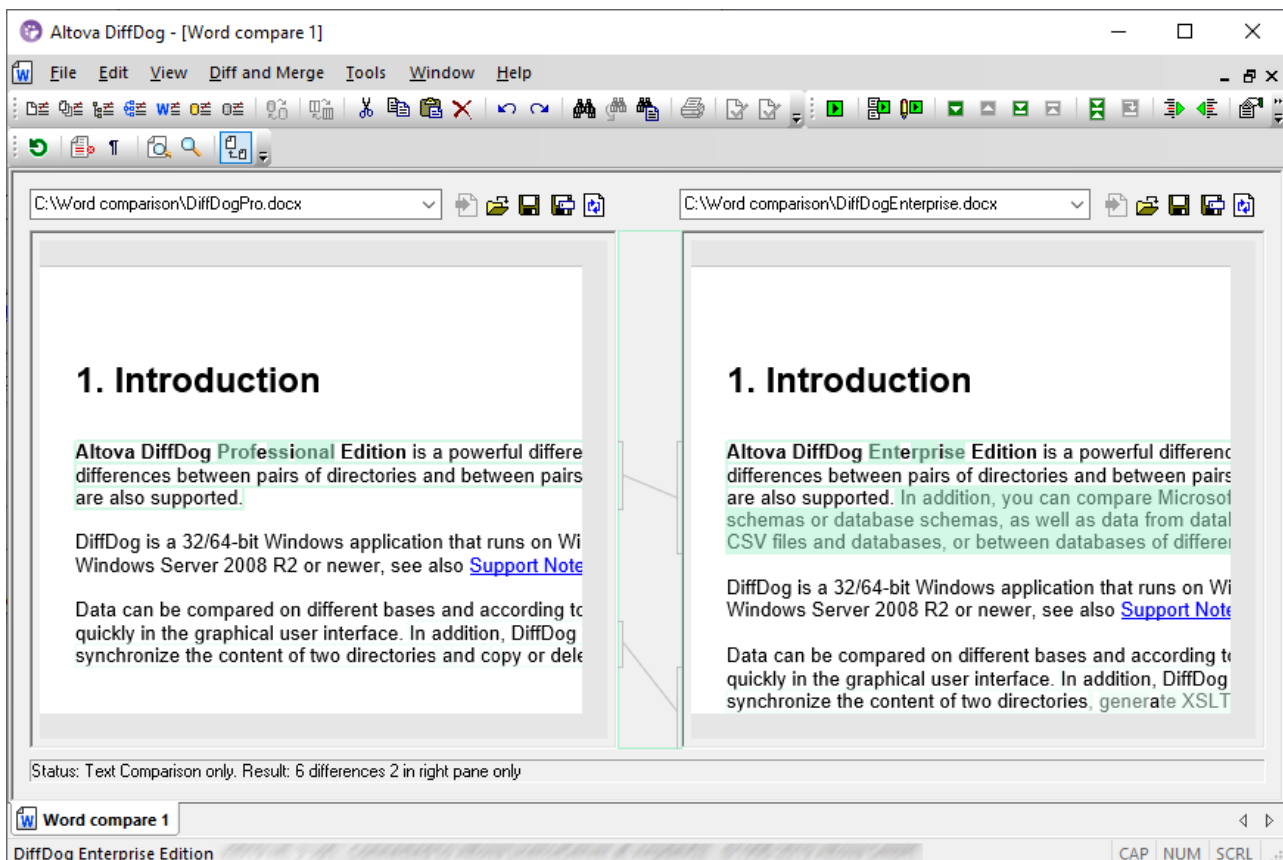 Altova DiffDog - [Word compare 1]
File Edit View Diff and Merge Tools Window Help
C:\Word comparison\DiffDogPro.docx
C:\Word comparison\DiffDogEnterprise.docx
1. Introduction
Altova DiffDog Professional Edition is a powerful differe
differences between pairs of directories and between pairs
are also supported.
DiffDog is a 32/64-bit Windows application that runs on Wi
Windows Server 2008 R2 or newer, see also Support Note
Data can be compared on different bases and according to
quickly in the graphical user interface. In addition, DiffDog
synchronize the content of two directories and copy or dele
1. Introduction
Altova DiffDog Enterprise Edition is a powerful differenc
differences between pairs of directories and between pairs
are also supported. In addition, you can compare Microsof
schemas or database schemas, as well as data from datal
CSV files and databases, or between databases of differer
DiffDog is a 32/64-bit Windows application that runs on Wi
Windows Server 2008 R2 or newer, see also Support Note
Data can be compared on different bases and according to
quickly in the graphical user interface. In addition, DiffDog
synchronize the content of two directories, generate XSLT
Status: Text Comparison only. Result: 6 differences 2 in right pane only
Word compare 1
DiffDog Enterprise Edition
CAP NUM SCRL